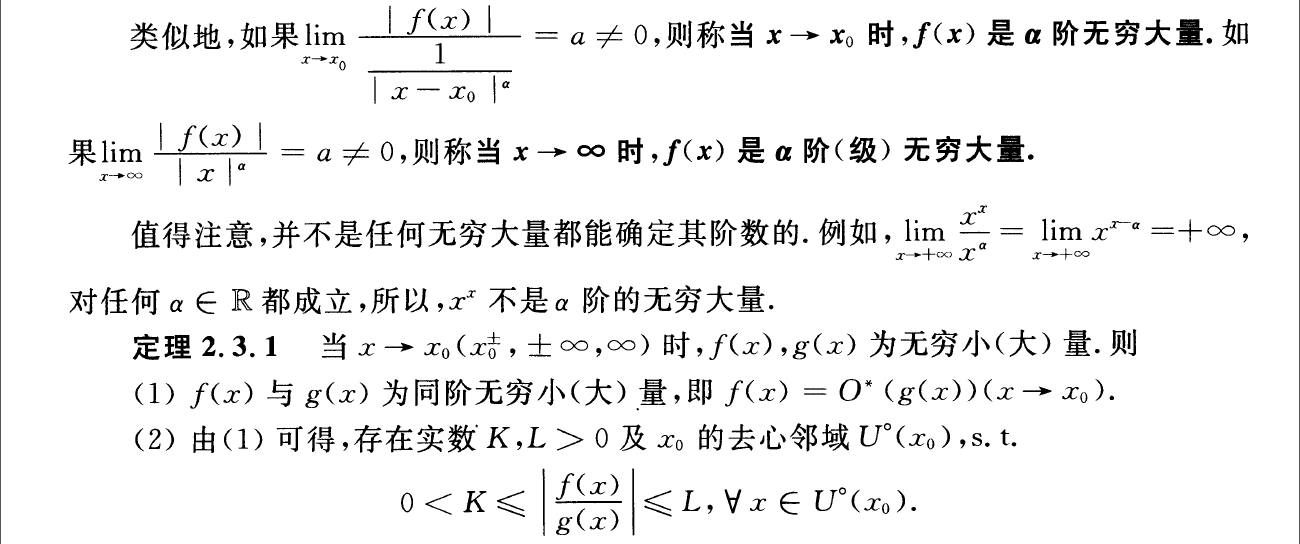 类似地,如果$\lim\limits_{x\to x_0}\dfrac{|f(x)|}{\dfrac{1}{|x-x_0|^{\alpha}}}=a\neq 0$,则称当 $x\to x_0$ 时,$f(x)$ 是 $\alpha$ 阶无穷大量.如
果$\lim\limits_{x\to\infty}\dfrac{|f(x)|}{|x|^{\alpha}}=a\neq 0$,则称当 $x\to\infty$ 时,$f(x)$ 是 $\alpha$ 阶(级)无穷大量.
值得注意,并不是任何无穷大量都能确定其阶数的.例如,$\lim\limits_{x\to+\infty}\dfrac{x^x}{x^{\alpha}}=\lim\limits_{x\to+\infty}x^{x-\alpha}=+\infty$,
对任何 $\alpha\in\mathbb{R}$ 都成立,所以,$x^x$ 不是 $\alpha$ 阶的无穷大量.
定理 2.3.1 当 $x\to x_0(x_0^{\pm},\pm\infty,\infty)$ 时,$f(x),g(x)$ 为无穷小(大)量.则
(1) $f(x)$ 与 $g(x)$ 为同阶无穷小(大)量,即 $f(x)=O^*(g(x))(x\to x_0)$.
(2) 由(1)可得,存在实数 $K,L>0$ 及 $x_0$ 的去心邻域 $U^{\circ}(x_0)$,s.t.
$0<K\leqslant\left|\dfrac{f(x)}{g(x)}\right|\leqslant L,\forall x\in U^{\circ}(x_0).$